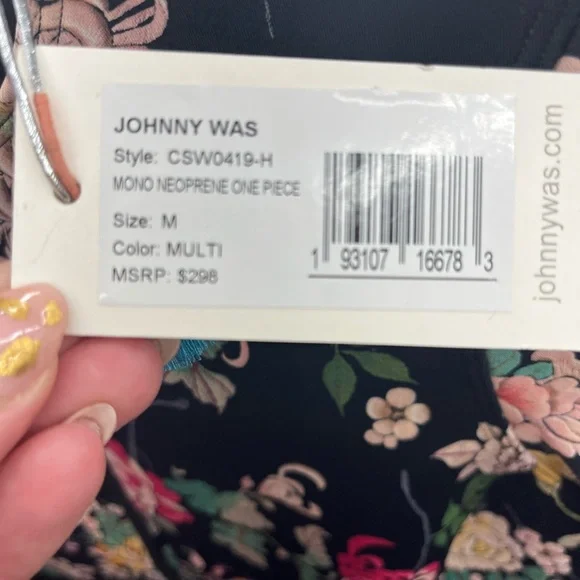 JOHNNY WAS
Style: CSW0419-H
MONO NEOPRENE ONE PIECE
Size: M
Color: MULTI
MSRP: $298
1 93107 16678 3
johnnywas.com